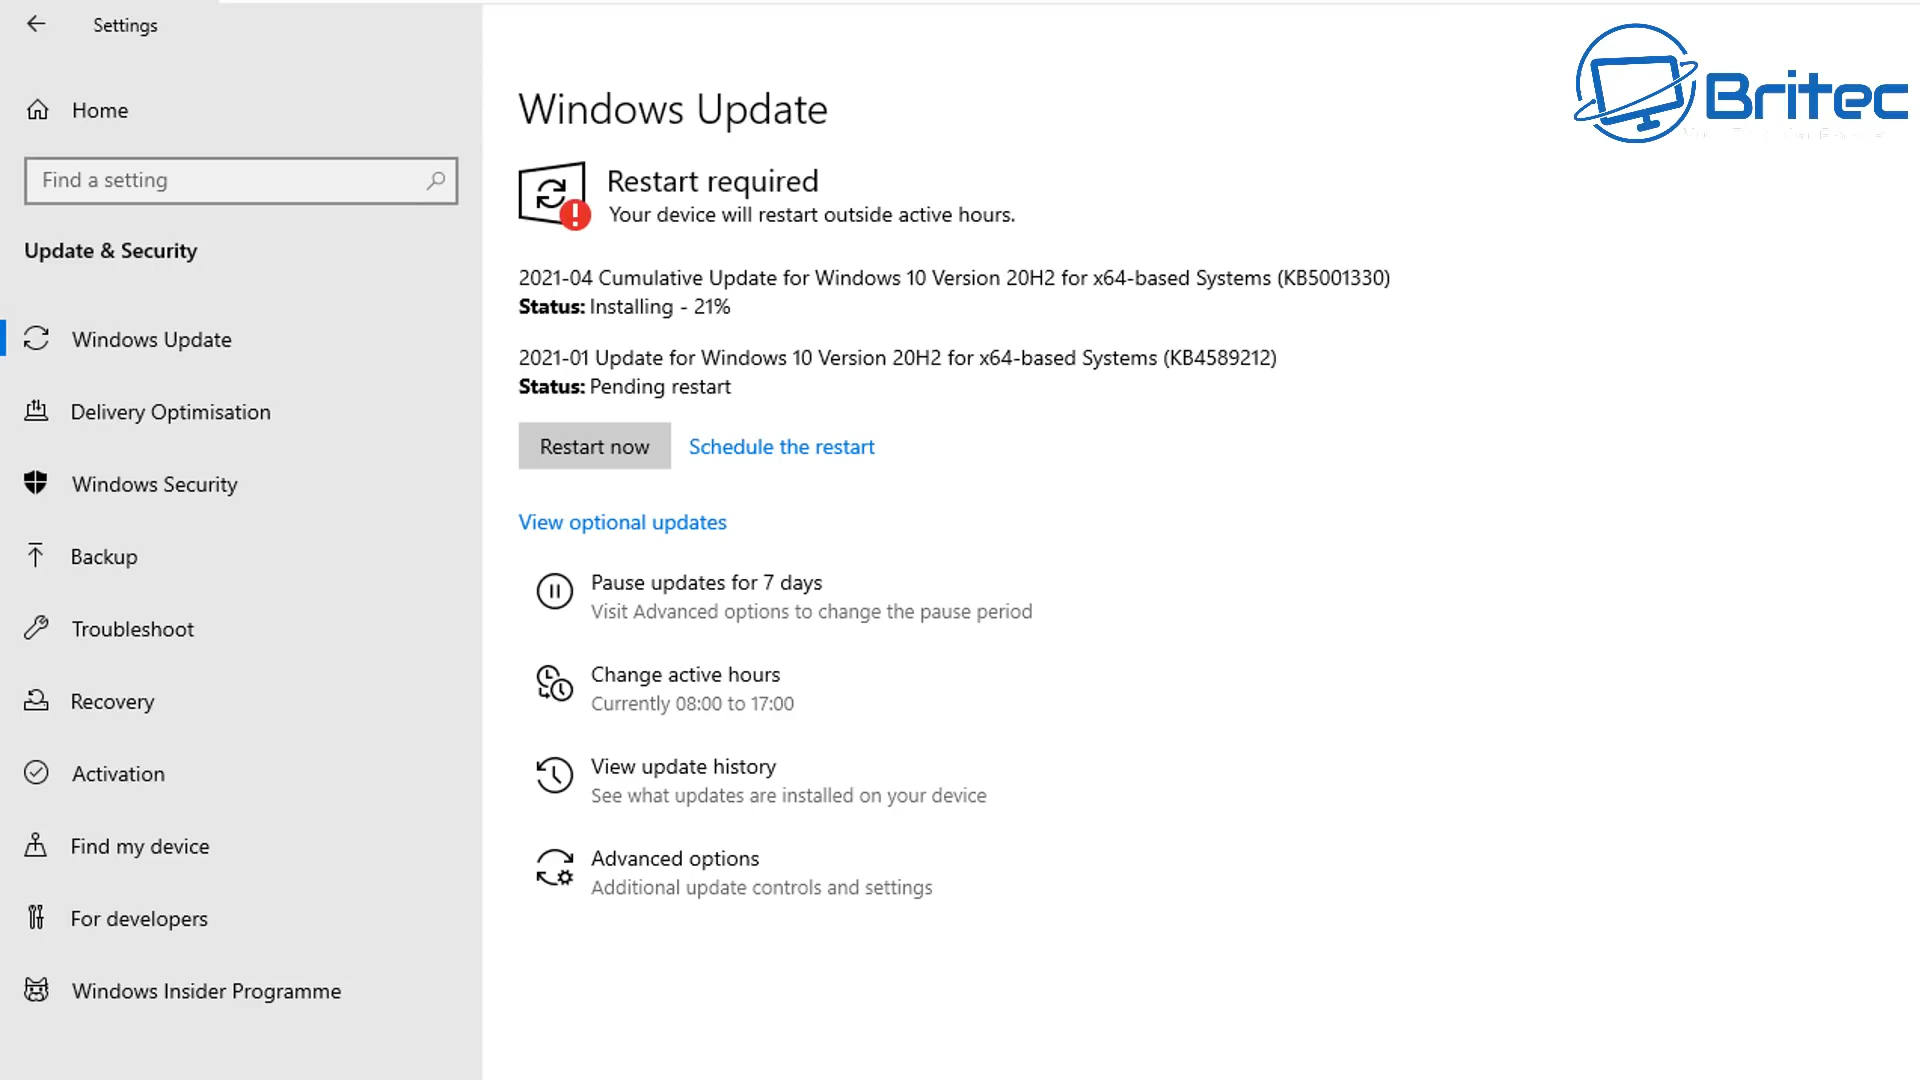 Settings
Home
Find a setting
Update & Security
Windows Update
Delivery Optimisation
Windows Security
Backup
Troubleshoot
Recovery
Activation
Find my device
For developers
Windows Insider Programme
Windows Update
Restart required
Your device will restart outside active hours.
2021-04 Cumulative Update for Windows 10 Version 20H2 for x64-based Systems (KB5001330)
Status: Installing - 21%
2021-01 Update for Windows 10 Version 20H2 for x64-based Systems (KB4589212)
Status: Pending restart
Restart now
Schedule the restart
View optional updates
Pause updates for 7 days
Visit Advanced options to change the pause period
Change active hours
Currently 08:00 to 17:00
View update history
See what updates are installed on your device
Advanced options
Additional update controls and settings
Britec